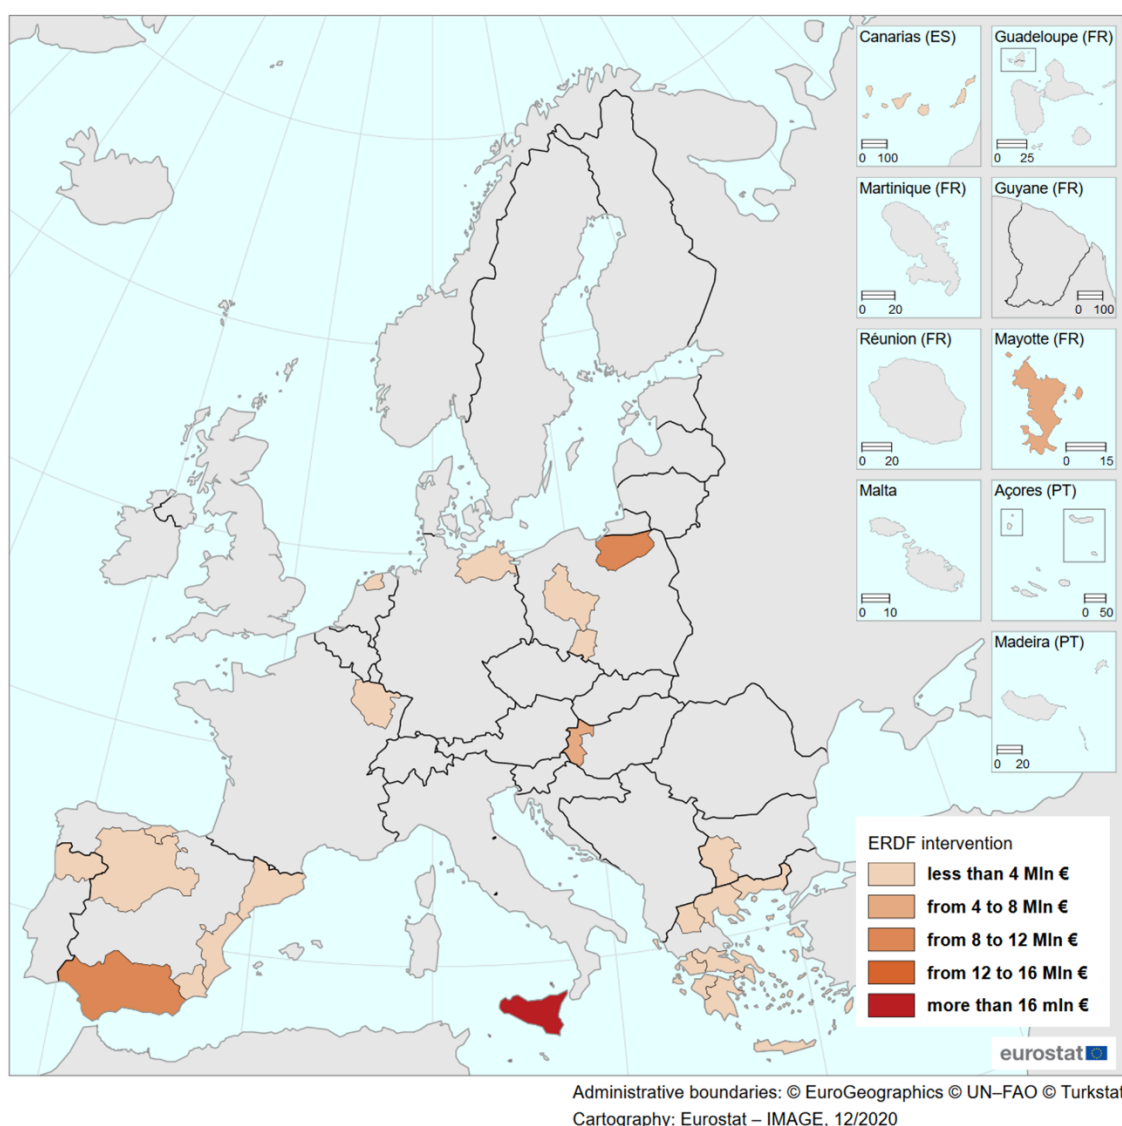 Canarias (ES)
0 100
Guadeloupe (FR)
0 25
Martinique (FR)
0 20
Guyane (FR)
0 100
Réunion (FR)
0 20
Mayotte (FR)
0 15
Malta
0 10
Açores (PT)
0 50
Madeira (PT)
0 20
ERDF intervention
less than 4 Mln €
from 4 to 8 Mln €
from 8 to 12 Mln €
from 12 to 16 Mln €
more than 16 mln €
eurostat
Administrative boundaries: © EuroGeographics © UN–FAO © Turkstat
Cartography: Eurostat – IMAGE, 12/2020